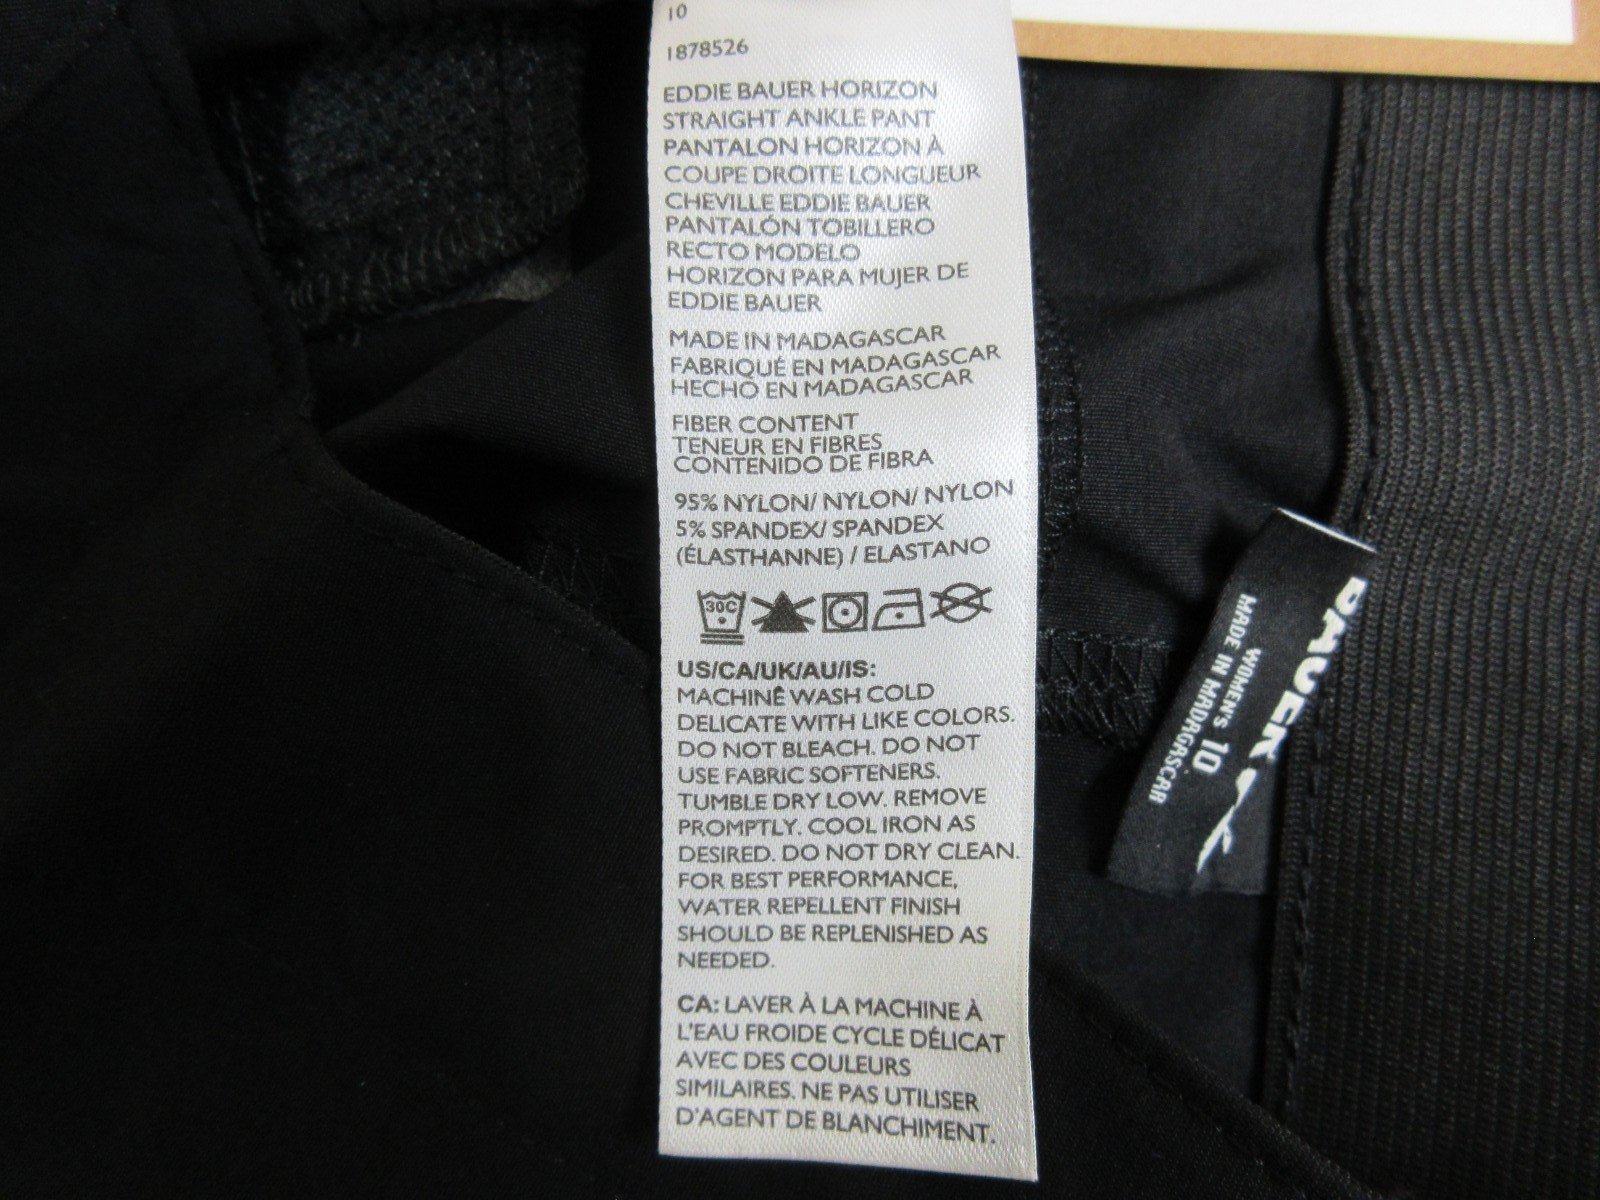 10
1878526
EDDIE BAUER HORIZON
STRAIGHT ANKLE PANT
PANTALON HORIZON À
COUPE DROITE LONGUEUR
CHEVILLE EDDIE BAUER
PANTALÓN TOBILLERO
RECTO MODELO
HORIZON PARA MUJER DE
EDDIE BAUER
MADE IN MADAGASCAR
FABRIQUÉ EN MADAGASCAR
HECHO EN MADAGASCAR
FIBER CONTENT
TENEUR EN FIBRES
CONTENIDO DE FIBRA
95% NYLON/ NYLON/ NYLON
5% SPANDEX/ SPANDEX
(ÉLASTHANNE) / ELASTANO
30C
US/CA/UK/AU/IS:
MACHINE WASH COLD
DELICATE WITH LIKE COLORS.
DO NOT BLEACH. DO NOT
USE FABRIC SOFTENERS.
TUMBLE DRY LOW. REMOVE
PROMPTLY. COOL IRON AS
DESIRED. DO NOT DRY CLEAN.
FOR BEST PERFORMANCE,
WATER REPELLENT FINISH
SHOULD BE REPLENISHED AS
NEEDED.
CA: LAVER À LA MACHINE À
L'EAU FROIDE CYCLE DÉLICAT
AVEC DES COULEURS
SIMILAIRES. NE PAS UTILISER
D'AGENT DE BLANCHIMENT.
BAUER
WOMEN'S 10
MADE IN MADAGASCAR